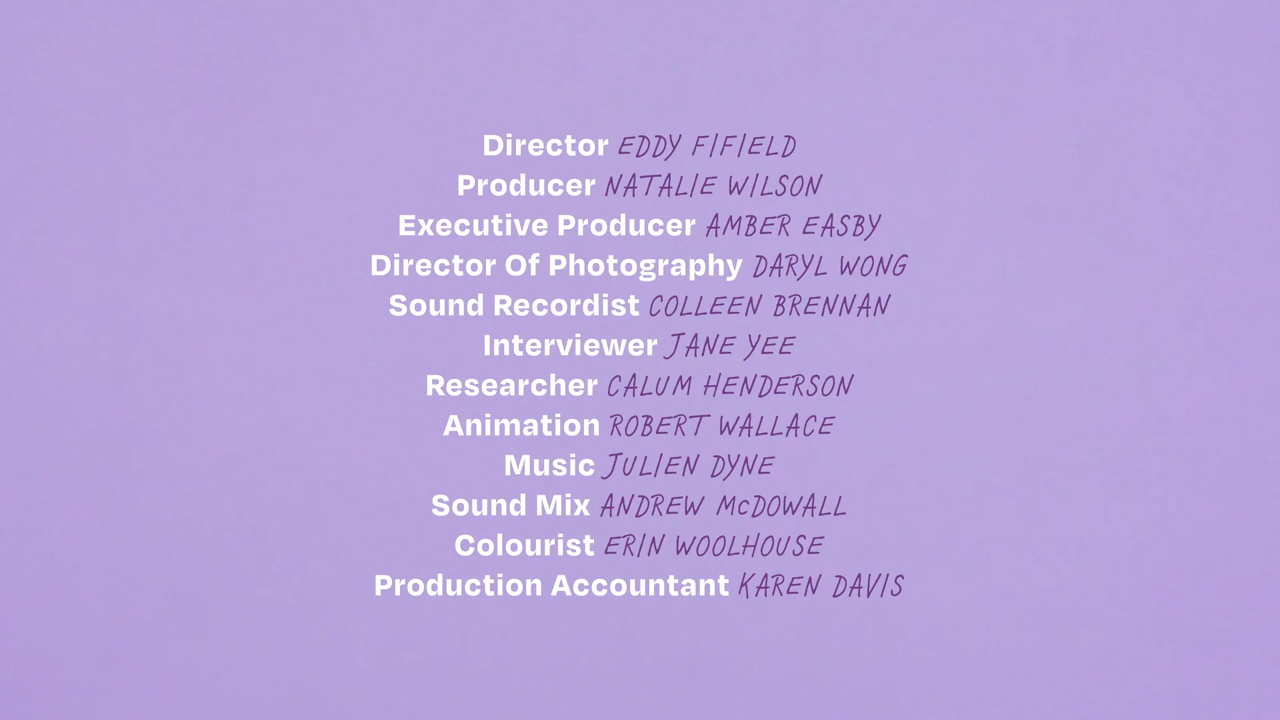 Director EDDY FIFIELD
Producer NATALIE WILSON
Executive Producer AMBER EASBY
Director Of Photography DARYL WONG
Sound Recordist COLLEEN BRENNAN
Interviewer JANE YEE
Researcher CALUM HENDERSON
Animation ROBERT WALLACE
Music JULIEN DYNE
Sound Mix ANDREW McDOWALL
Colourist ERIN WOOLHOUSE
Production Accountant KAREN DAVIS